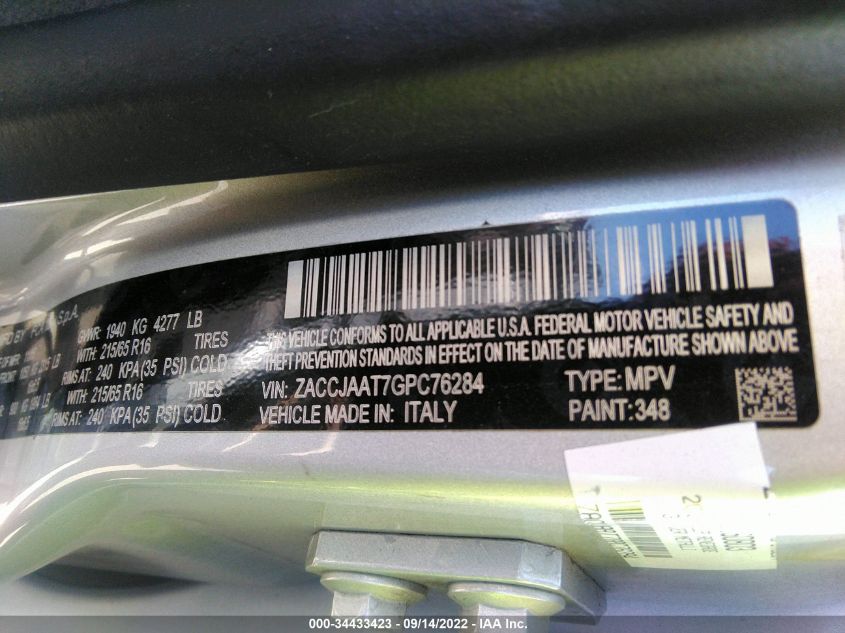 S.p.A.
GVWR 1940 KG 4277 LB
WITH: 215/65 R16 TIRES
RIMS AT: 240 KPA (35 PSI) COLD
WITH: 215/65 R16 TIRES
RIMS AT: 240 KPA (35 PSI) COLD
THIS VEHICLE CONFORMS TO ALL APPLICABLE U.S.A. FEDERAL MOTOR VEHICLE SAFETY AND
THEFT PREVENTION STANDARDS IN EFFECT ON THE DATE OF MANUFACTURE SHOWN ABOVE
VIN: ZACCJAAT7GPC76284 TYPE: MPV
VEHICLE MADE IN: ITALY PAINT: 348
000-34433423 - 09/14/2022 - IAA Inc.